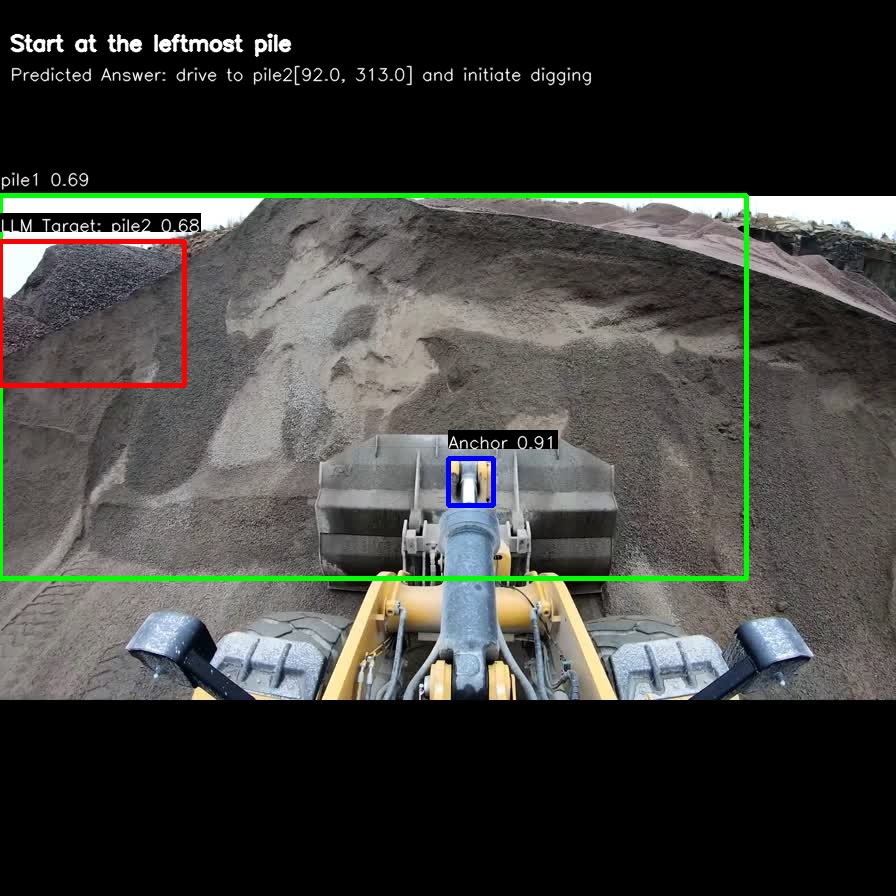 Start at the leftmost pile
Predicted Answer: drive to pile2[92.0, 313.0] and initiate digging
pile1 0.69
LLM Target: pile2 0.68
Anchor 0.91